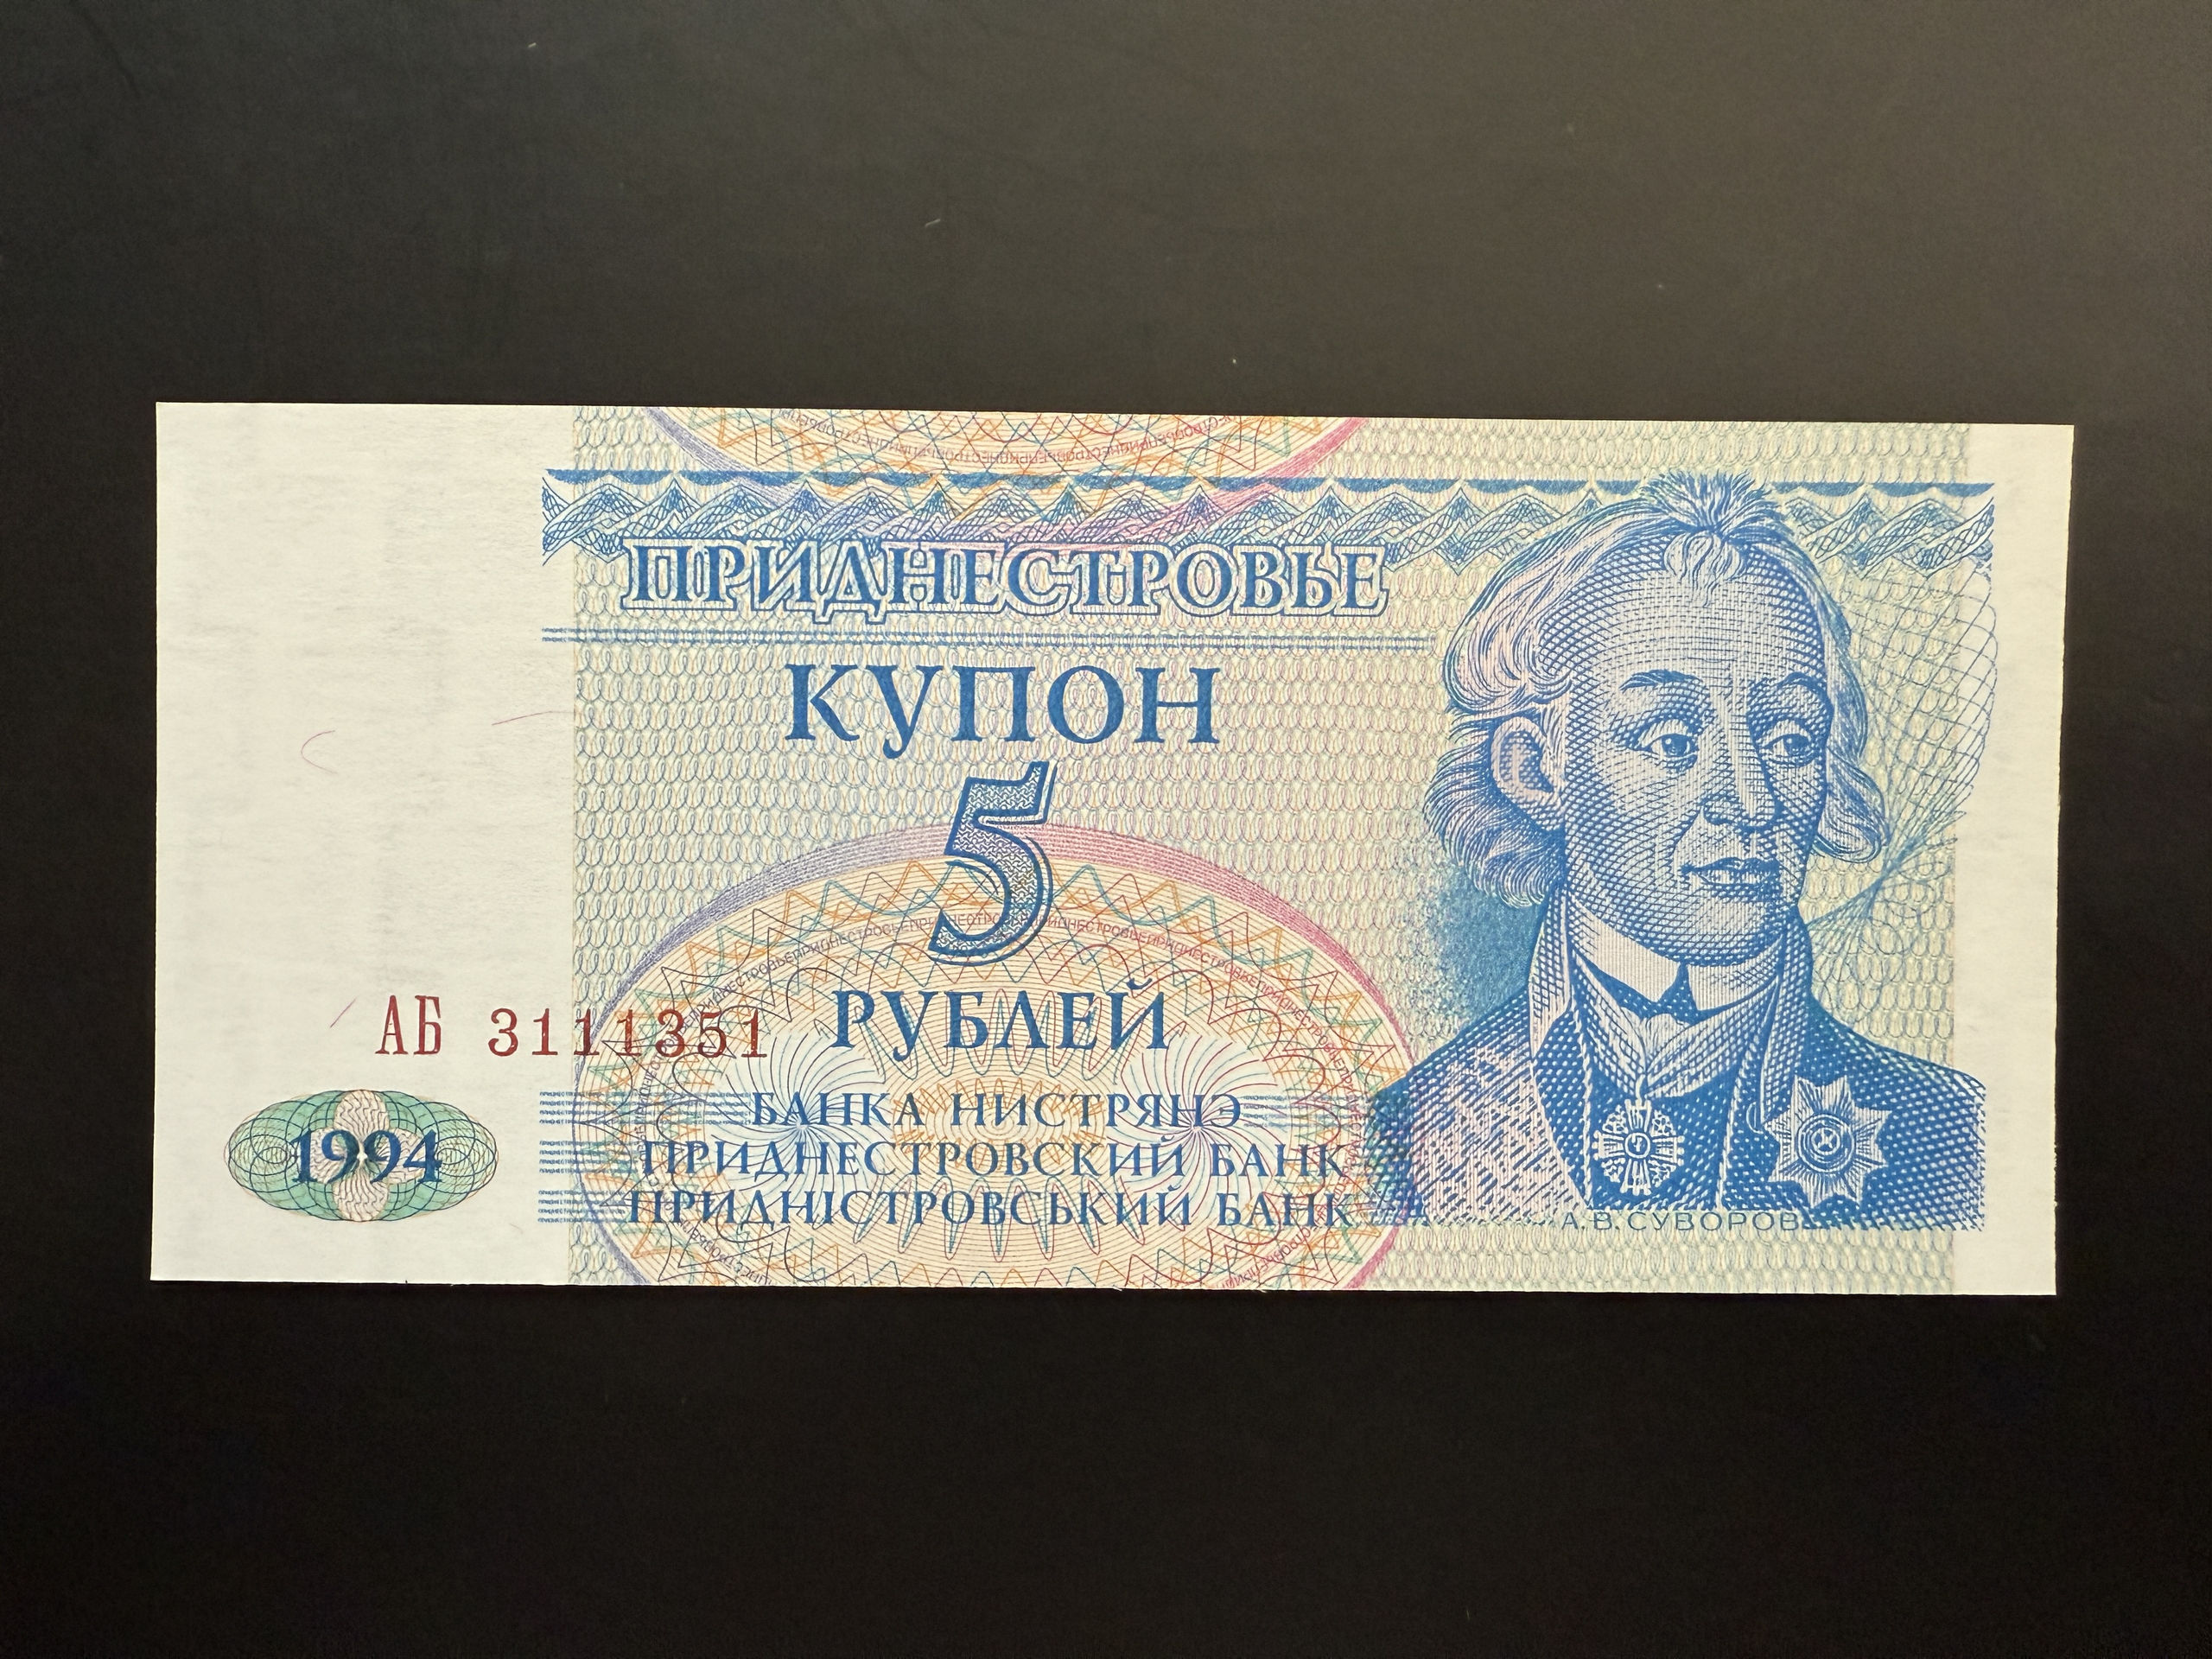 ПРИДНЕСТРОВЬЕ
КУПОН
5
РУБЛЕЙ
АБ 3111351
БАНКА НИСТРЯНЭ
ПРИДНЕСТРОВСКИЙ БАНК
ПРИДНІСТРОВСЬКИЙ БАНК
1994
А.В.СУВОРОВ